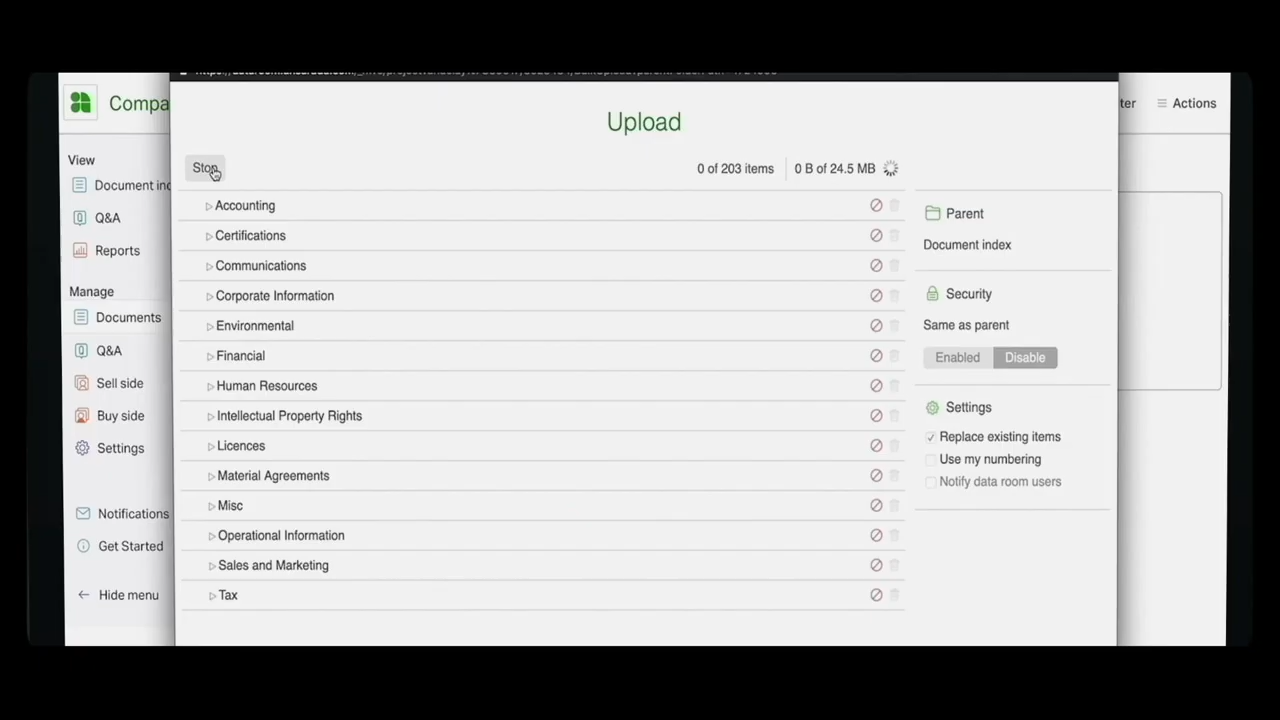 Upload
Stop
0 of 203 items
0 B of 24.5 MB
Accounting
Certifications
Communications
Corporate Information
Environmental
Financial
Human Resources
Intellectual Property Rights
Licences
Material Agreements
Misc
Operational Information
Sales and Marketing
Tax
Parent
Document index
Security
Same as parent
Enabled
Disable
Settings
Replace existing items
Use my numbering
Notify data room users
Compa
View
Document ind
Q&A
Reports
Manage
Documents
Q&A
Sell side
Buy side
Settings
Notifications
Get Started
Hide menu
ter
Actions